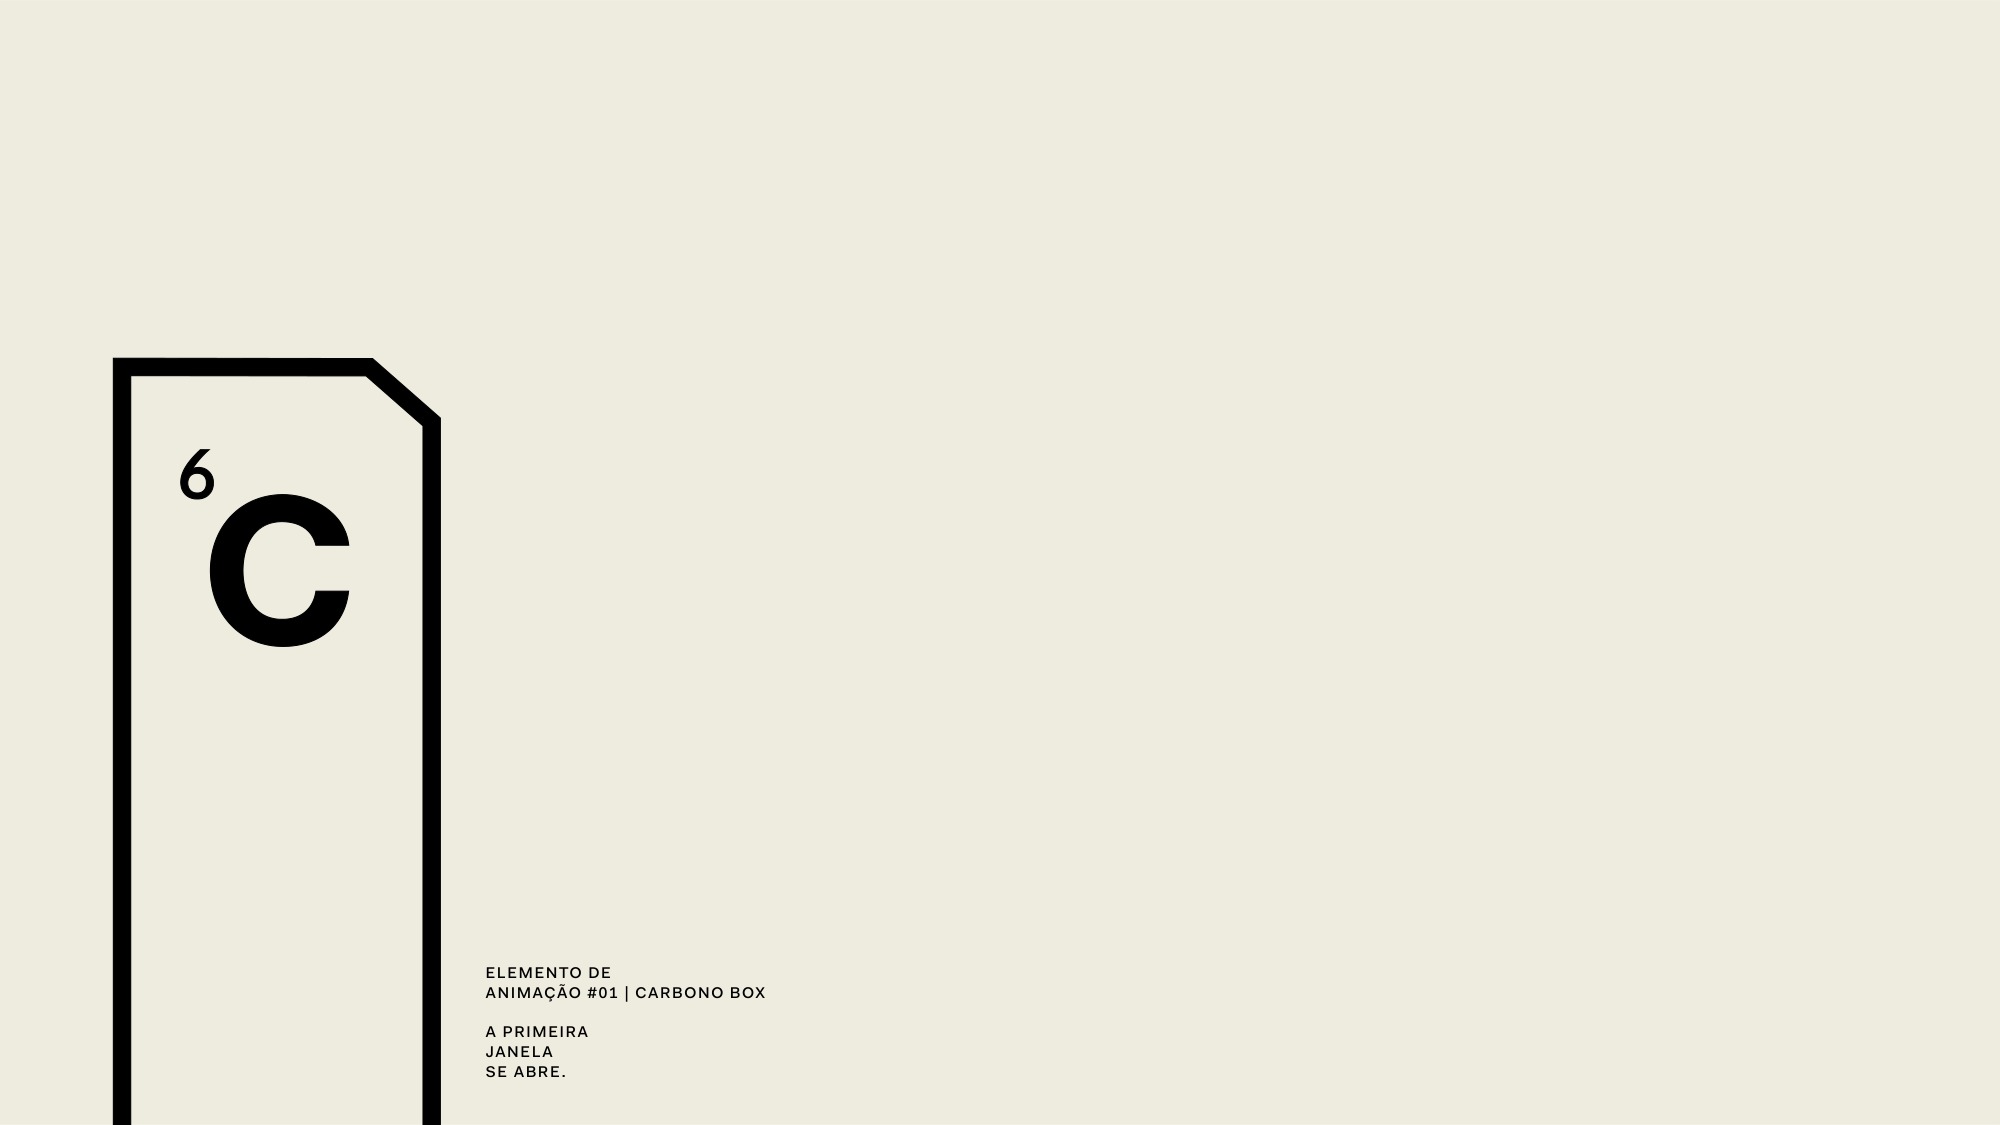 6
C
ELEMENTO DE
ANIMAÇÃO #01 | CARBONO BOX
A PRIMEIRA
JANELA
SE ABRE.